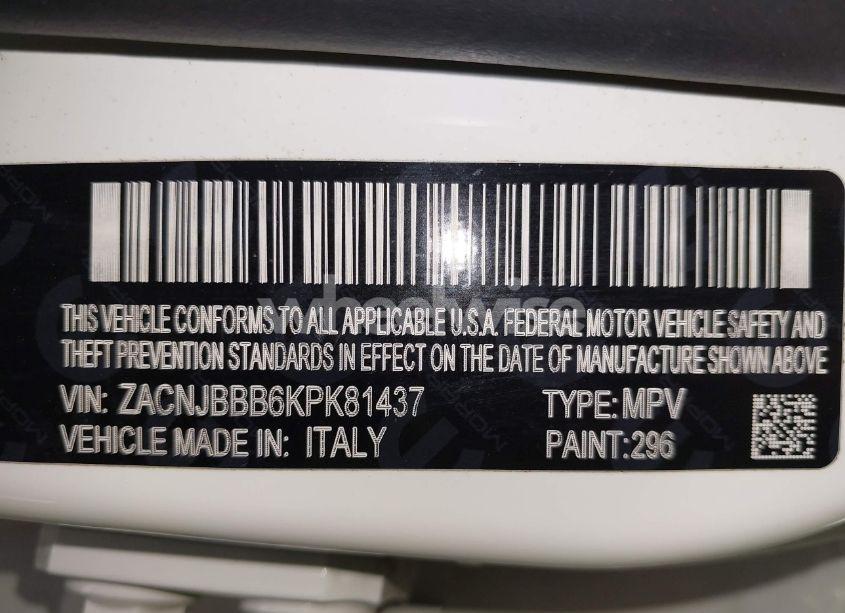 wheelwise
THIS VEHICLE CONFORMS TO ALL APPLICABLE U.S.A. FEDERAL MOTOR VEHICLE SAFETY AND
THEFT PREVENTION STANDARDS IN EFFECT ON THE DATE OF MANUFACTURE SHOWN ABOVE
VIN: ZACNJBBB6KPK81437 TYPE: MPV
VEHICLE MADE IN: ITALY PAINT: 296